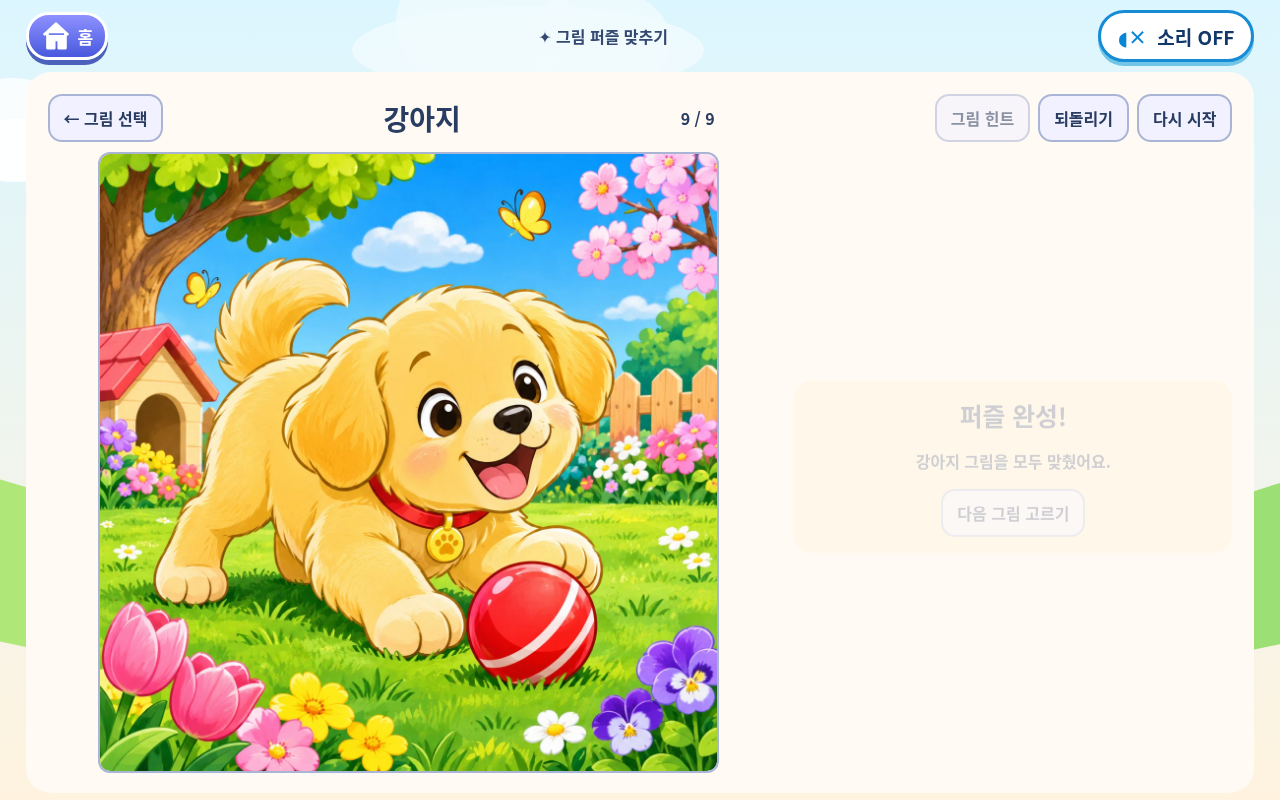 홈
✦ 그림 퍼즐 맞추기
소리 OFF
← 그림 선택
강아지
9 / 9
그림 힌트
되돌리기
다시 시작
퍼즐 완성!
강아지 그림을 모두 맞췄어요.
다음 그림 고르기